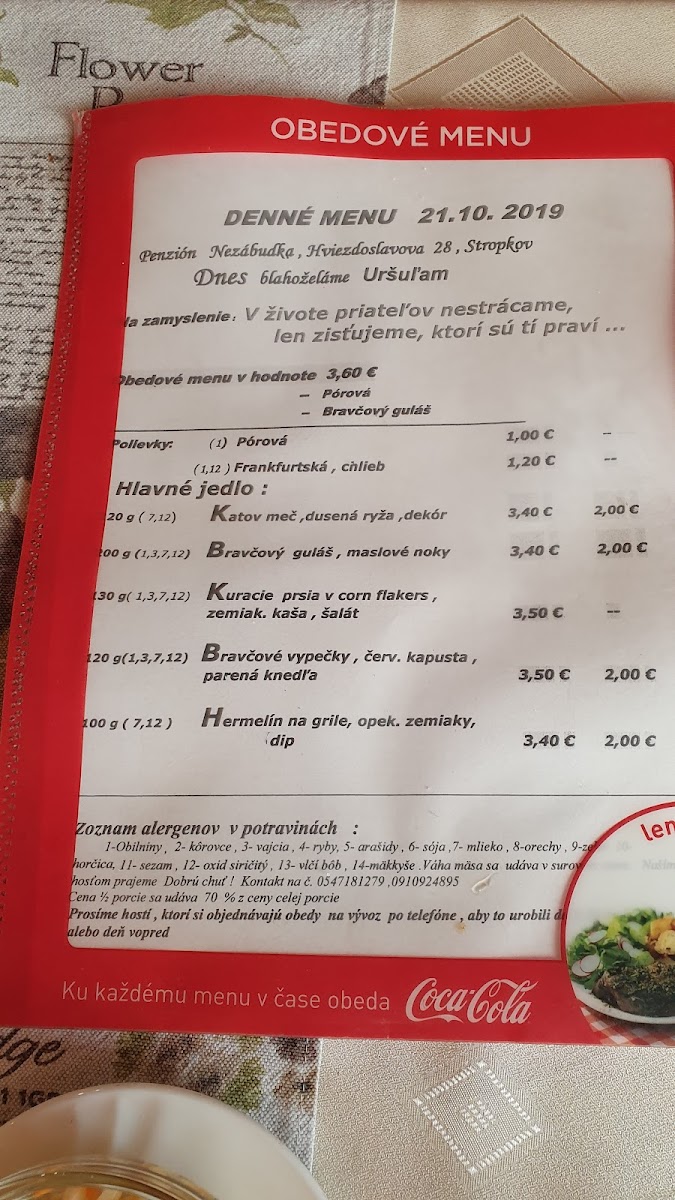 Flower
OBEDOVÉ MENU
DENNÉ MENU 21.10. 2019
Penzión Nezábudka , Hviezdoslavova 28 , Stropkov
Dnes blahoželáme Uršuľam
Na zamyslenie : V živote priateľov nestrácame,
len zisťujeme, ktorí sú tí praví ...
Obedové menu v hodnote 3,60 €
– Pórová
– Bravčový guláš
Polievky: (1) Pórová 1,00 € --
(1,12 ) Frankfurtská , chlieb 1,20 € --
Hlavné jedlo :
120 g ( 7,12) Katov meč ,dusená ryža ,dekór 3,40 € 2,00 €
00 g (1,3,7,12) Bravčový guláš , maslové noky 3,40 € 2,00 €
130 g( 1,3,7,12) Kuracie prsia v corn flakers ,
zemiak. kaša , šalát 3,50 € --
120 g(1,3,7,12) Bravčové vypečky , červ. kapusta ,
parená knedľa 3,50 € 2,00 €
100 g ( 7,12 ) Hermelín na grile, opek. zemiaky,
dip 3,40 € 2,00 €
Zoznam alergenov v potravinách :
1-Obilniny , 2- kôrovce , 3- vajcia , 4- ryby, 5- arašidy , 6- sója ,7- mlieko , 8-orechy ,
horčica, 11- sezam , 12- oxid siričitý , 13- vlčí bôb , 14-mäkkyše .Váha mäsa sa udáva v surov
hosťom prajeme Dobrú chuť ! Kontakt na č. 0547181279 ,0910924895
Cena ½ porcie sa udáva 70 % z ceny celej porcie
Prosíme hostí , ktorí si objednávajú obedy na vývoz po telefóne , aby to urobili
alebo deň vopred
Ku každému menu v čase obeda Coca-Cola